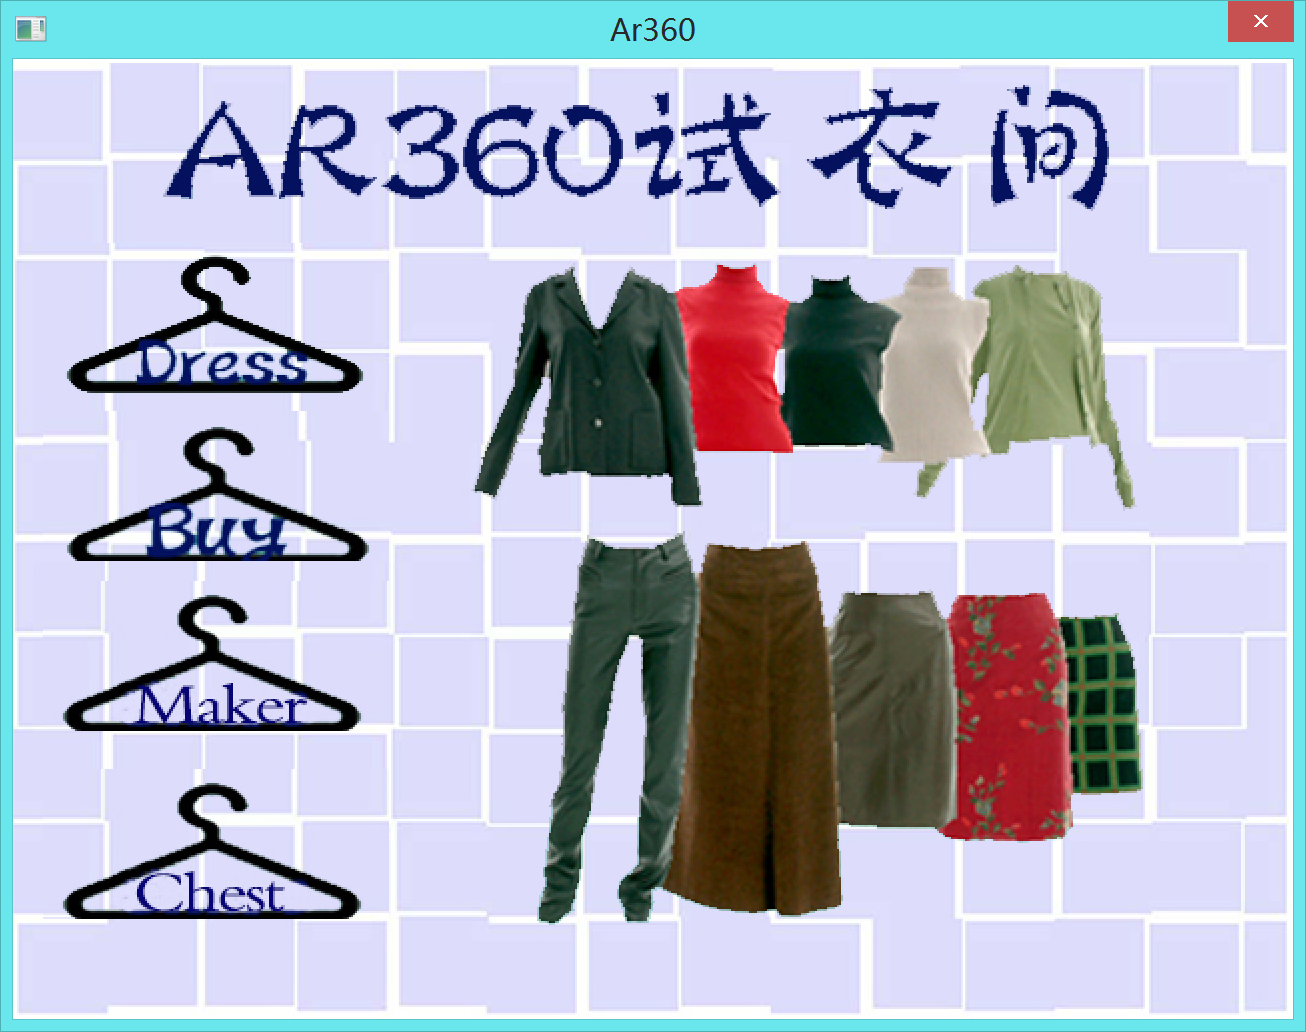 Ar360
AR360试衣间
Dress
Buy
Maker
Chest